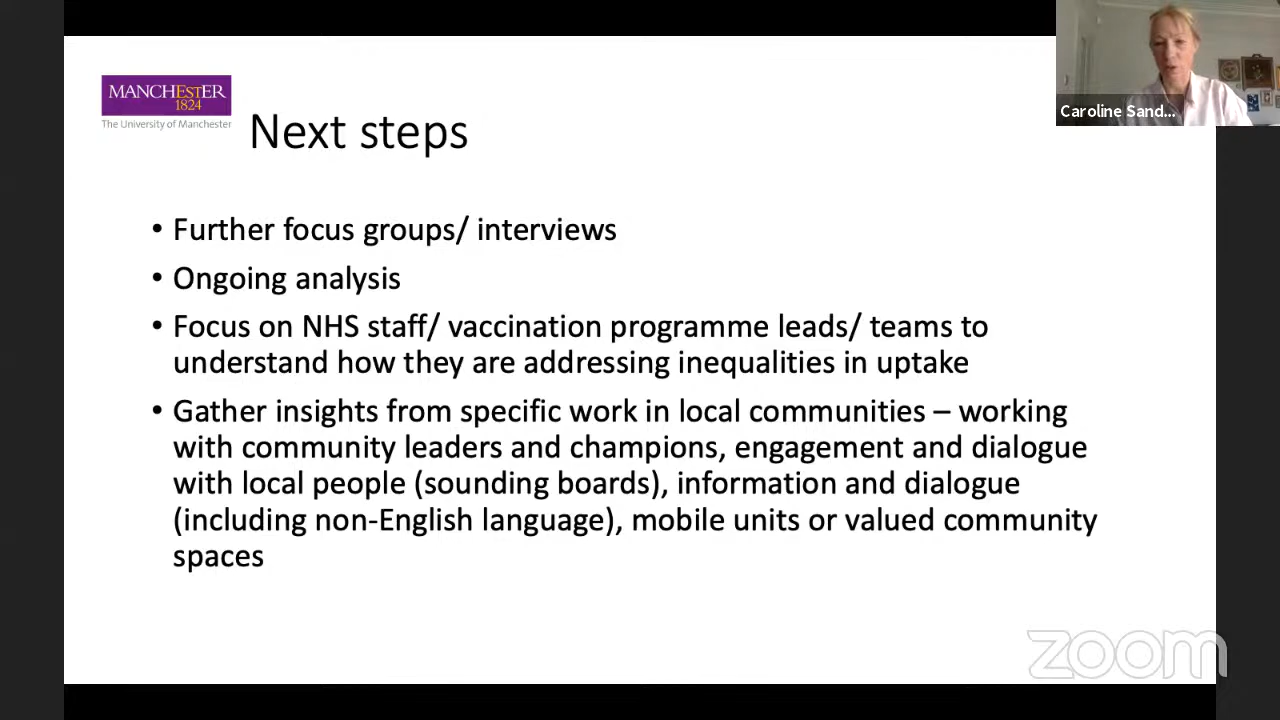 MANCHESTER
1824
The University of Manchester
Next steps
Caroline Sand...
• Further focus groups/ interviews
• Ongoing analysis
• Focus on NHS staff/ vaccination programme leads/ teams to
understand how they are addressing inequalities in uptake
• Gather insights from specific work in local communities – working
with community leaders and champions, engagement and dialogue
with local people (sounding boards), information and dialogue
(including non-English language), mobile units or valued community
spaces
zoom